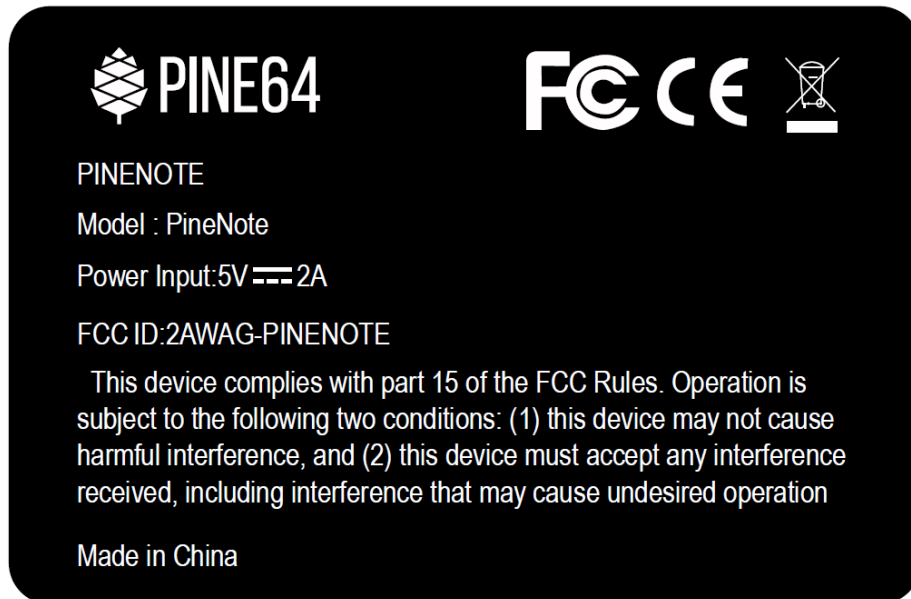 PINE64 FC CE
PINENOTE
Model : PineNote
Power Input:5V ⎓ 2A
FCC ID:2AWAG-PINENOTE
This device complies with part 15 of the FCC Rules. Operation is
subject to the following two conditions: (1) this device may not cause
harmful interference, and (2) this device must accept any interference
received, including interference that may cause undesired operation
Made in China